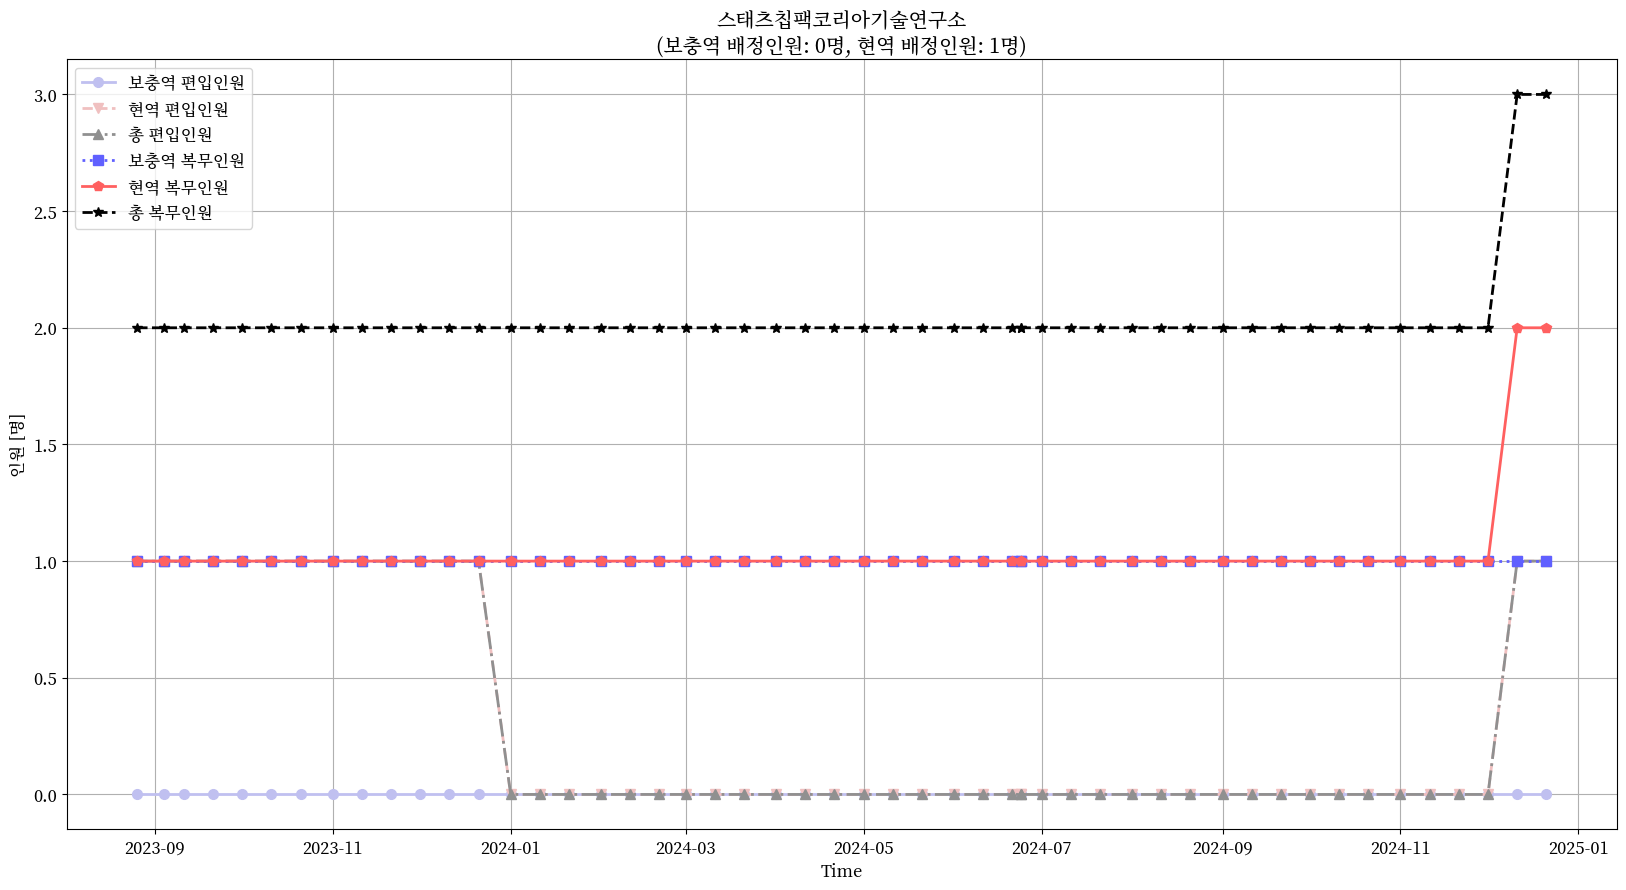 스태츠칩팩코리아기술연구소
(보충역 배정인원: 0명, 현역 배정인원: 1명)
보충역 편입인원
현역 편입인원
총 편입인원
보충역 복무인원
현역 복무인원
총 복무인원
3.0
2.5
2.0
1.5
1.0
0.5
0.0
인원 [명]
2023-09
2023-11
2024-01
2024-03
2024-05
2024-07
2024-09
2024-11
2025-01
Time